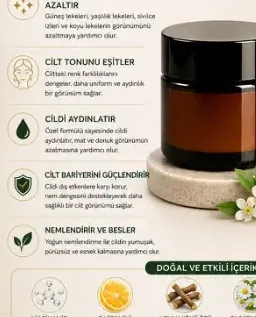 AZALTIR
Güneş lekeleri, yaşlılık lekeleri, sivilce
izleri ve koyu lekelerin görünümünü
azaltmaya yardımcı olur.
CİLT TONUNU EŞİTLER
Ciltteki renk farklılıklarını
dengeler, daha uniform ve aydınlık
bir görünüm sağlar.
CİLDİ AYDINLATIR
Özel formülü sayesinde cildi
aydınlatır, mat ve donuk görünümün
azalmasına yardımcı olur.
CİLT BARİYERİNİ GÜÇLENDİRİR
Cildi dış etkenlere karşı korur,
nem dengesini destekleyerek daha
sağlıklı bir cilt görünümü sağlar.
NEMLENDİRİR VE BESLER
Yoğun nemlendirme ile cildin yumuşak,
pürüzsüz ve esnek kalmasına yardımcı olur.
DOĞAL VE ETKİLİ İÇERİK